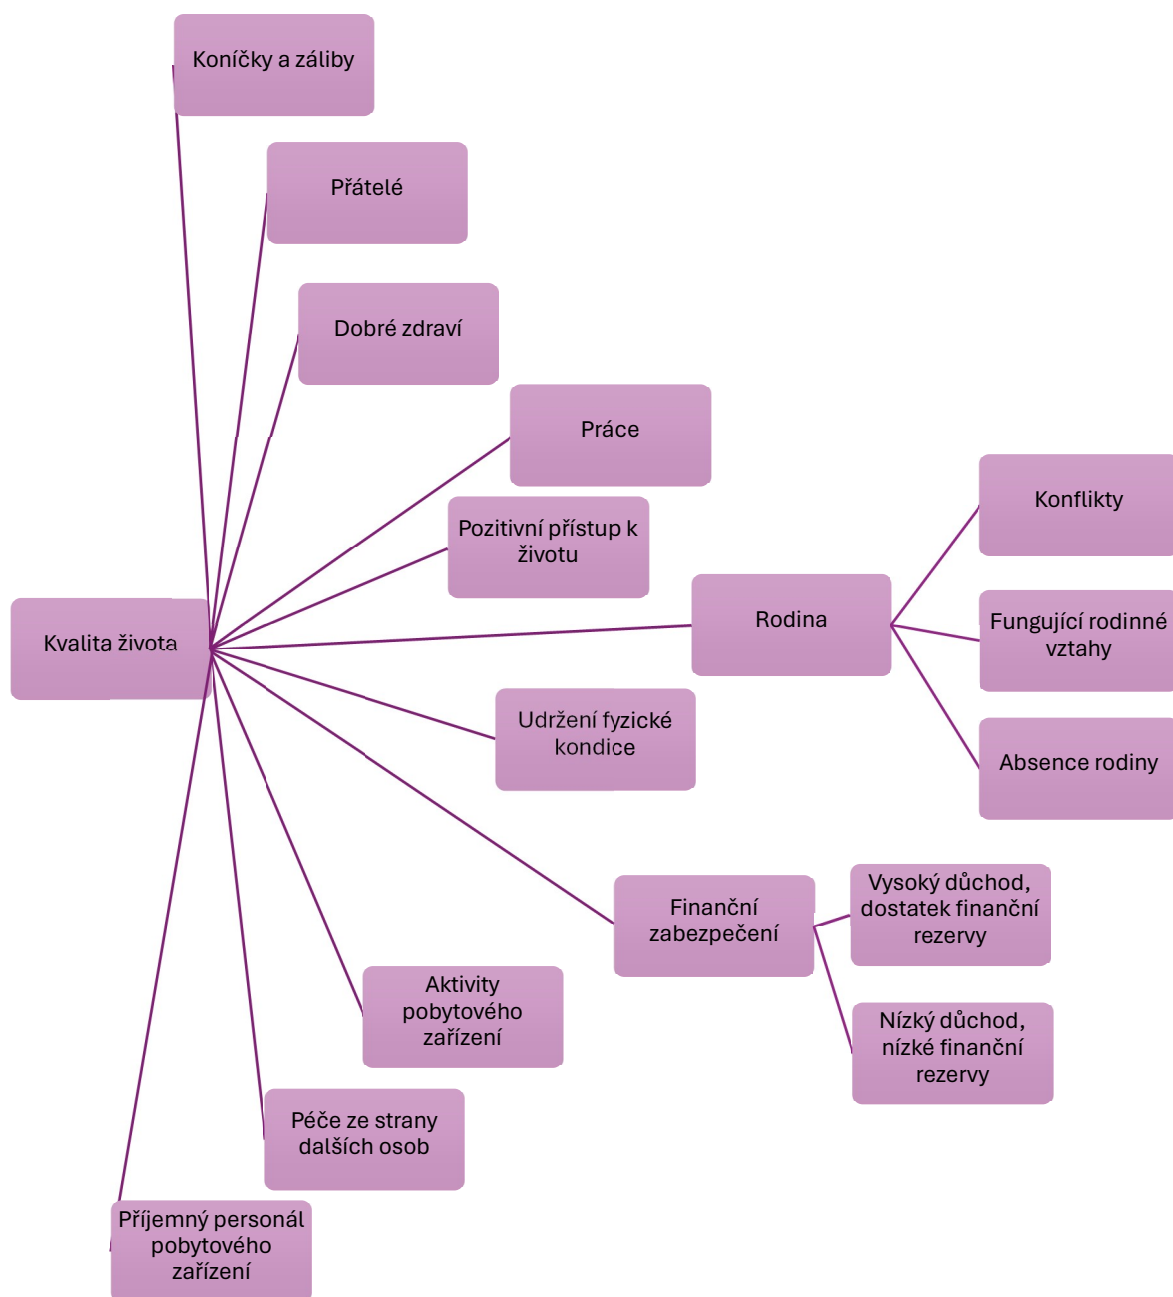 Koníčky a záliby
Přátelé
Dobré zdraví
Práce
Pozitivní přístup k
životu
Kvalita života
Rodina
Konflikty
Fungující rodinné
vztahy
Absence rodiny
Udržení fyzické
kondice
Finanční
zabezpečení
Vysoký důchod,
dostatek finanční
rezervy
Nízký důchod,
nízké finanční
rezervy
Aktivity
pobytového
zařízení
Péče ze strany
dalších osob
Příjemný personál
pobytového
zařízení